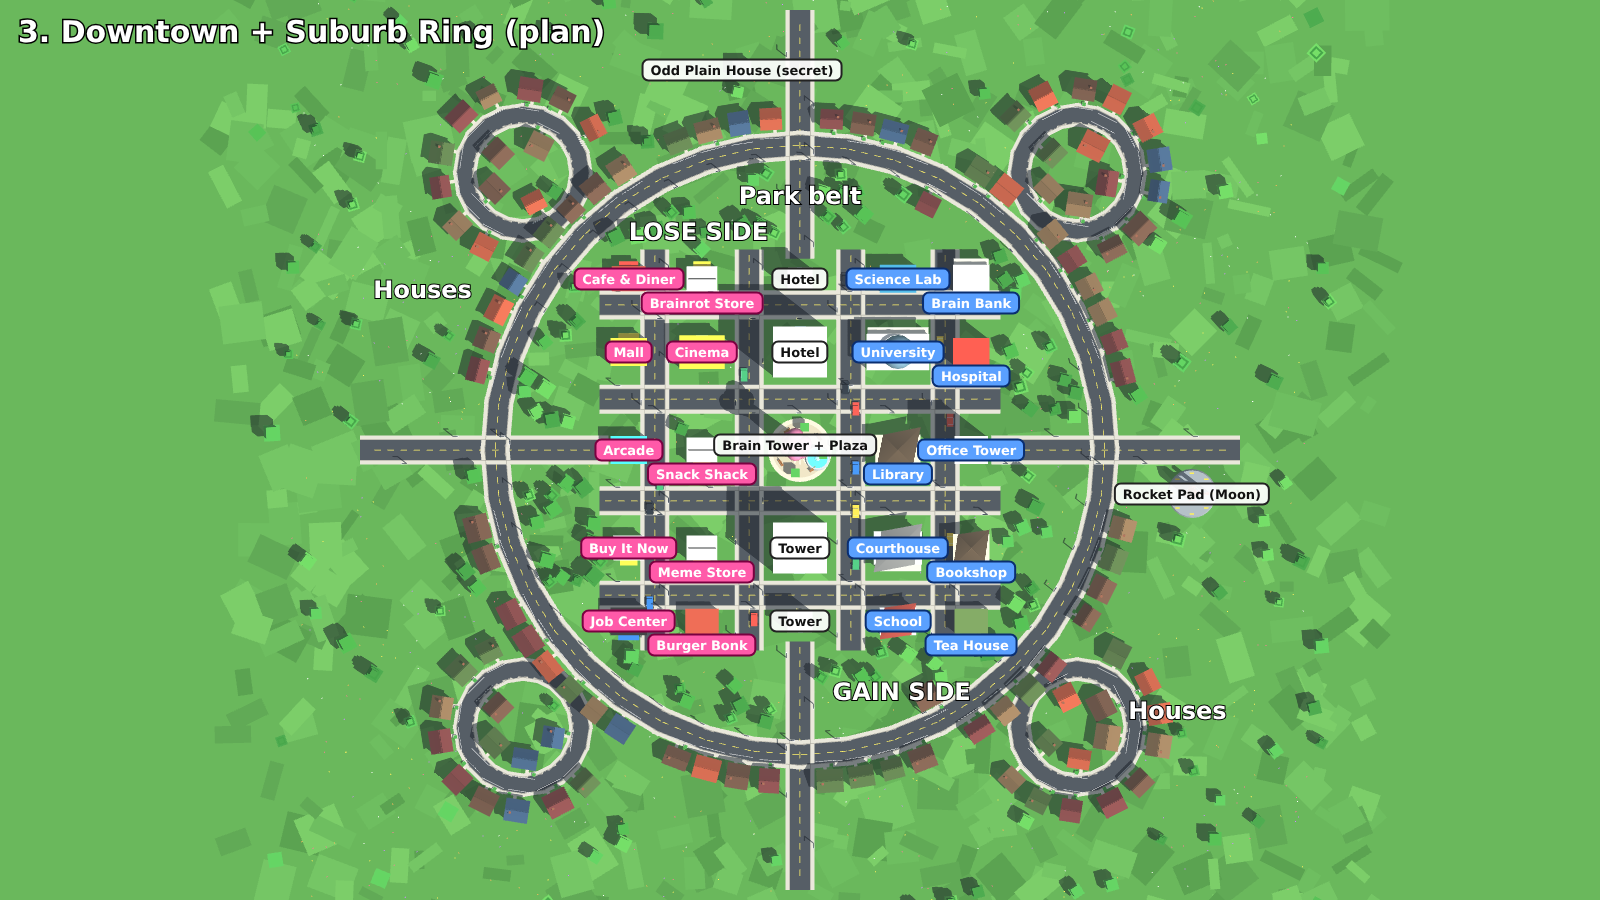 3. Downtown + Suburb Ring (plan)
Odd Plain House (secret)
Park belt
LOSE SIDE
Houses
Cafe & Diner
Hotel
Science Lab
Brainrot Store
Brain Bank
Mall
Cinema
Hotel
University
Hospital
Brain Tower + Plaza
Arcade
Office Tower
Snack Shack
Library
Rocket Pad (Moon)
Buy It Now
Tower
Courthouse
Meme Store
Bookshop
Job Center
Tower
School
Burger Bonk
Tea House
GAIN SIDE
Houses